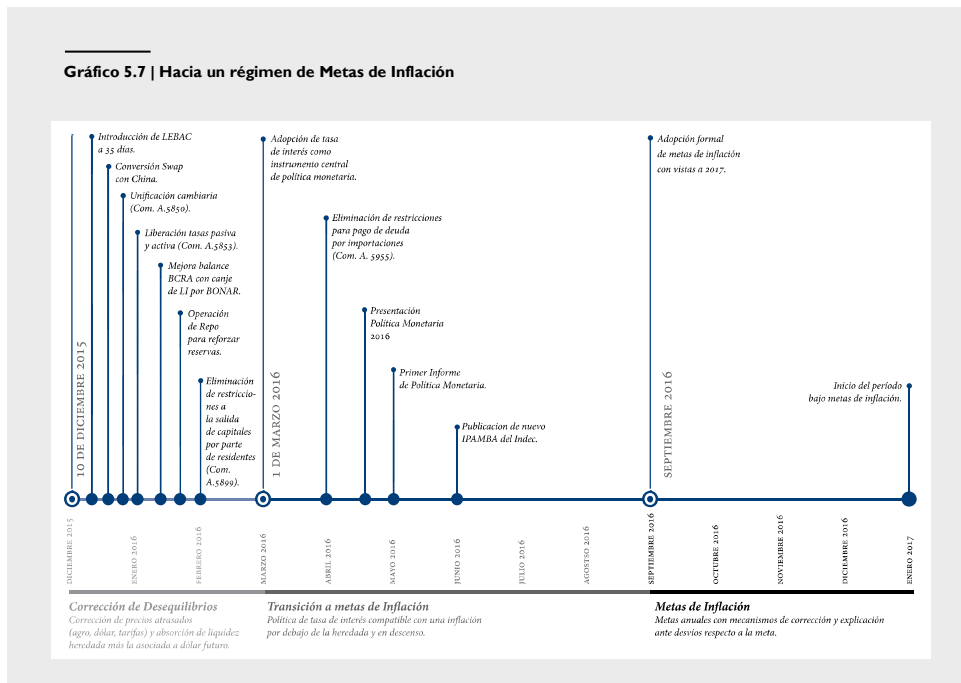 Gráfico 5.7 | Hacia un régimen de Metas de Inflación
Introducción de LEBAC
a 35 días.
Conversión Swap
con China.
Unificación cambiaria
(Com. A.5850).
Liberación tasas pasiva
y activa (Com. A.5853).
Mejora balance
BCRA con canje
de LI por BONAR.
Operación
de Repo
para reforzar
reservas.
Eliminación
de restriccio-
nes a
la salida
de capitales
por parte
de residentes
(Com.
A.5899).
Adopción de tasa
de interés como
instrumento central
de política monetaria.
Eliminación de restricciones
para pago de deuda
por importaciones
(Com. A. 5955).
Presentación
Política Monetaria
2016
Primer Informe
de Política Monetaria.
Publicacion de nuevo
IPAMBA del Indec.
Adopción formal
de metas de inflación
con vistas a 2017.
Inicio del período
bajo metas de inflación.
10 DE DICIEMBRE 2015
1 DE MARZO 2016
SEPTIEMBRE 2016
DICIEMBRE 2015
ENERO 2016
FEBRERO 2016
MARZO 2016
ABRIL 2016
MAYO 2016
JUNIO 2016
JULIO 2016
AGOSTSO 2016
SEPTIEMBRE 2016
OCTUBRE 2016
NOVIEMBRE 2016
DICIEMBRE 2016
ENERO 2017
Corrección de Desequilibrios
Corrección de precios atrasados
(agro, dólar, tarifas) y absorción de liquidez
heredada más la asociada a dólar futuro.
Transición a metas de Inflación
Política de tasa de interés compatible con una inflación
por debajo de la heredada y en descenso.
Metas de Inflación
Metas anuales con mecanismos de corrección y explicación
ante desvíos respecto a la meta.